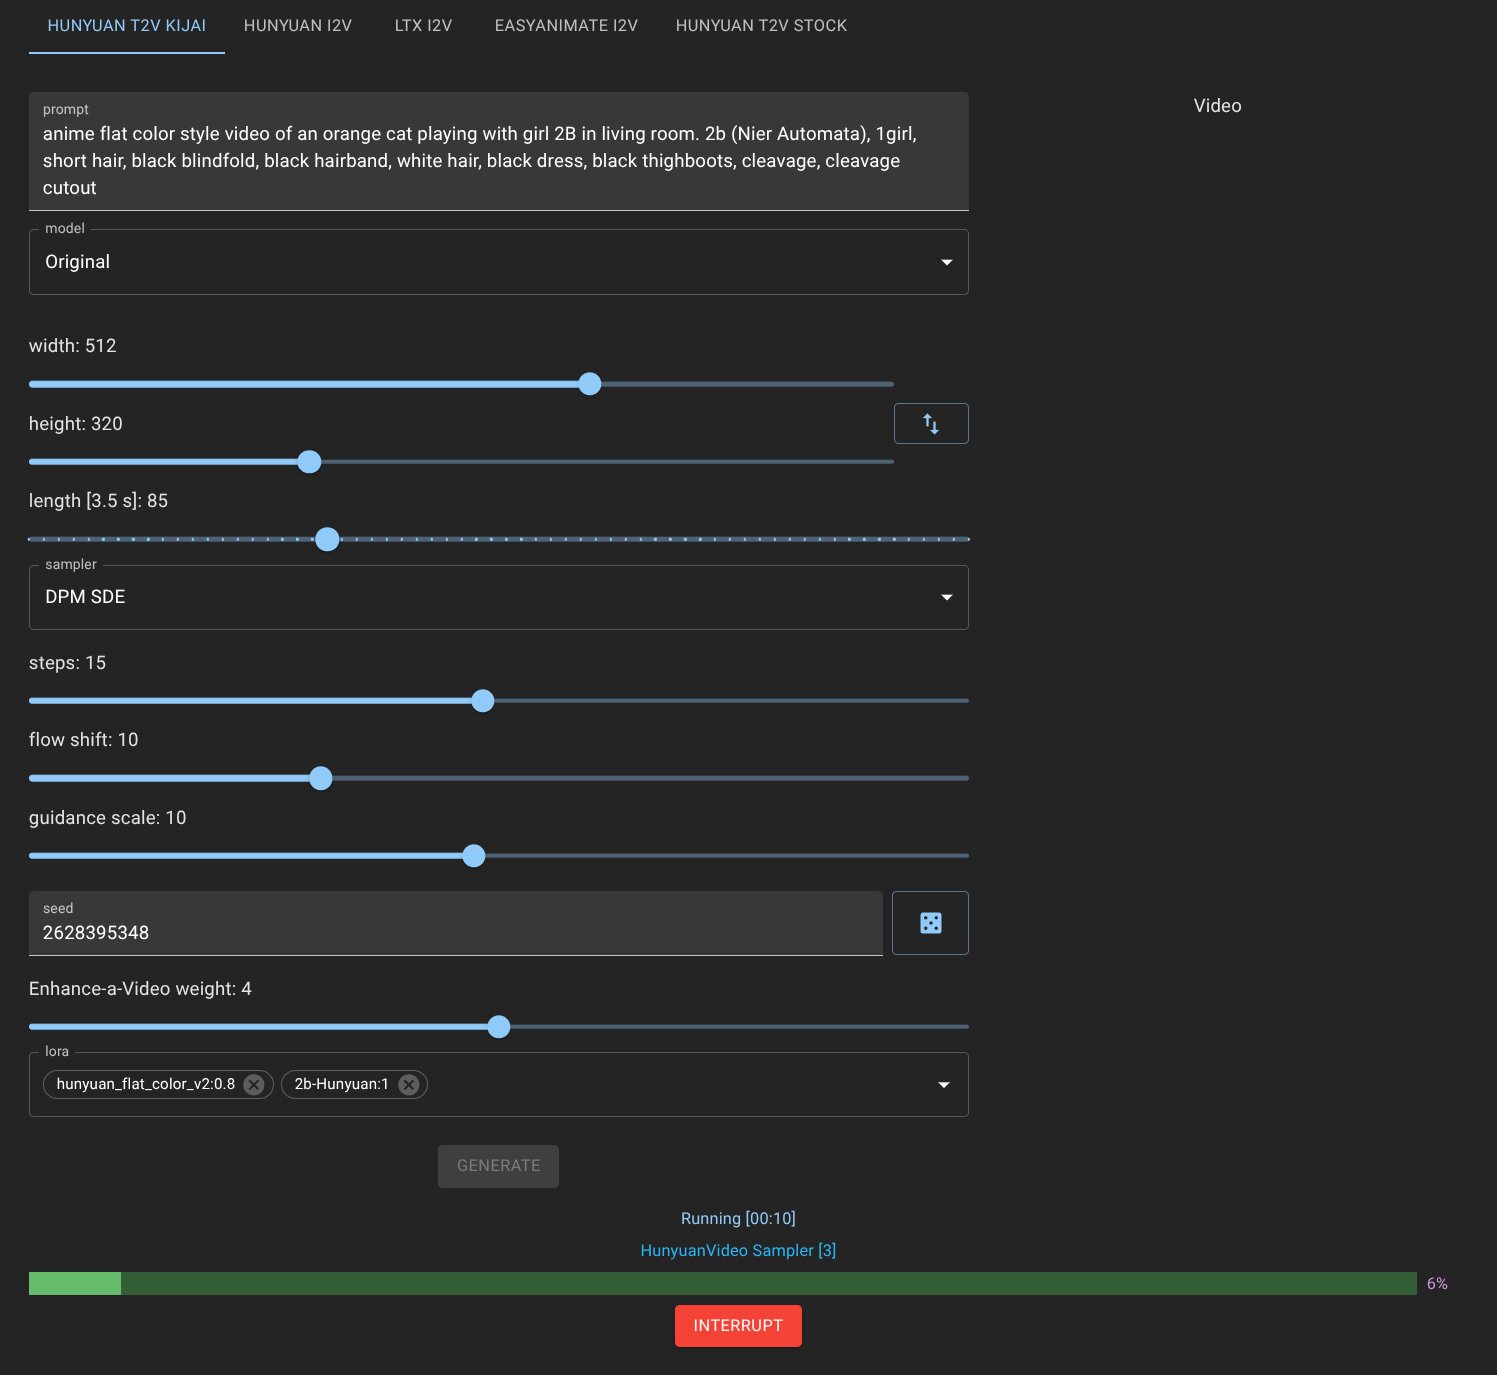 HUNYUAN T2V KIJAI HUNYUAN I2V LTX I2V EASYANIMATE I2V HUNYUAN T2V STOCK
Video
prompt
anime flat color style video of an orange cat playing with girl 2B in living room. 2b (Nier Automata), 1girl,
short hair, black blindfold, black hairband, white hair, black dress, black thighboots, cleavage, cleavage
cutout
model
Original
width: 512
height: 320
length [3.5 s]: 85
sampler
DPM SDE
steps: 15
flow shift: 10
guidance scale: 10
seed
2628395348
Enhance-a-Video weight: 4
lora
hunyuan_flat_color_v2:0.8 2b-Hunyuan:1
GENERATE
Running [00:10]
HunyuanVideo Sampler [3]
6%
INTERRUPT